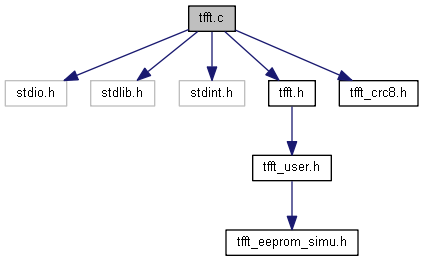 tfft.c
stdio.h
stdlib.h
stdint.h
tfft.h
tfft_crc8.h
tfft_user.h
tfft_eeprom_simu.h